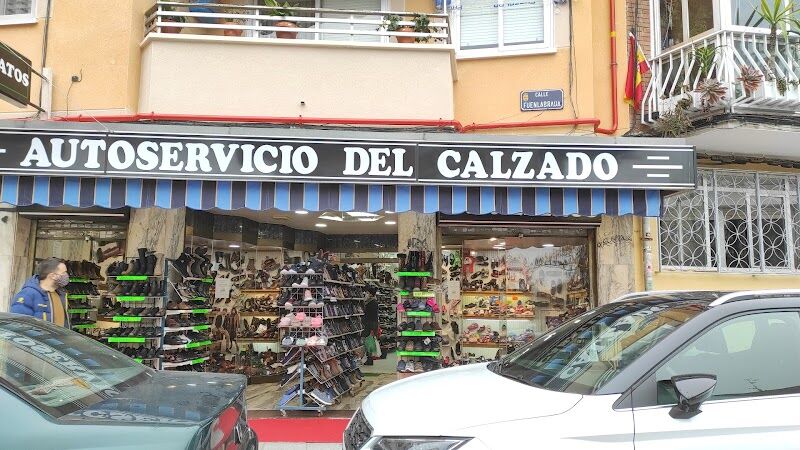 ATOS
CALLE
FUENLABRADA
AUTOSERVICIO DEL CALZADO